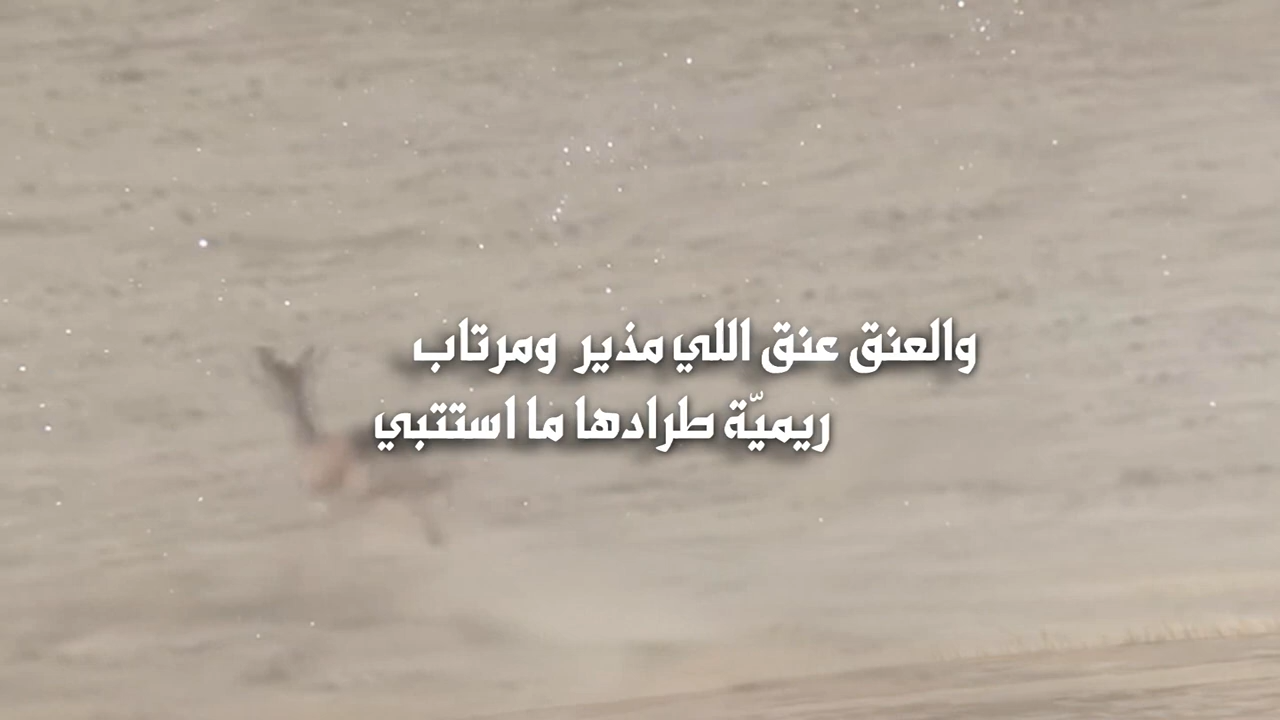 والعنق عنق اللي مذير ومرتاب
ريميّة طرادها ما استتبي